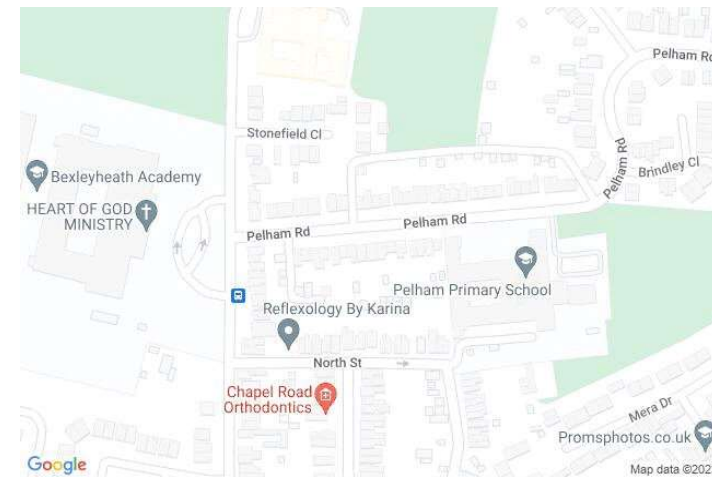 Pelham Rd
Stonefield Cl
Pelham Rd
Brindley Cl
Bexleyheath Academy
HEART OF GOD
MINISTRY
Pelham Rd
Pelham Rd
Pelham Primary School
Reflexology By Karina
North St
Chapel Road
Orthodontics
Mera Dr
Promsphotos.co.uk
Google
Map data ©202